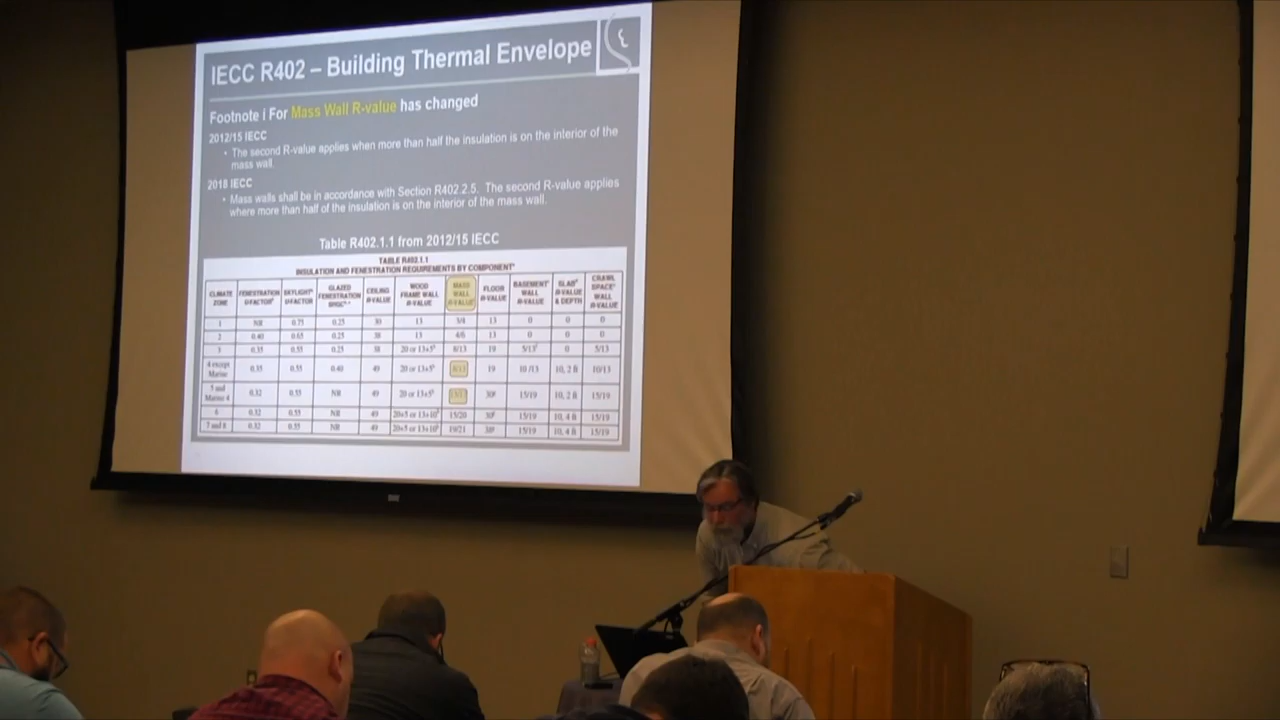 IECC R402 – Building Thermal Envelope
Footnote i For Mass Wall R-value has changed
2012/15 IECC
• The second R-value applies when more than half the insulation is on the interior of the
mass wall.
2018 IECC
• Mass walls shall be in accordance with Section R402.2.5. The second R-value applies
where more than half of the insulation is on the interior of the mass wall.
Table R402.1.1 from 2012/15 IECC
TABLE R402.1.1
INSULATION AND FENESTRATION REQUIREMENTS BY COMPONENT
CLIMATE ZONE FENESTRATION U-FACTOR SKYLIGHT U-FACTOR GLAZED FENESTRATION SHGC CEILING R-VALUE WOOD FRAME WALL R-VALUE MASS WALL R-VALUE FLOOR R-VALUE BASEMENT WALL R-VALUE SLAB R-VALUE & DEPTH CRAWL SPACE WALL R-VALUE
1 NR 0.75 0.25 30 13 3/4 13 0 0 0
2 0.40 0.65 0.25 38 13 4/6 13 0 0 0
3 0.35 0.55 0.25 38 20 or 13+5 8/13 19 5/13 0 5/13
4 except Marine 0.35 0.55 0.40 49 20 or 13+5 8/13 19 10/13 10, 2 ft 10/13
5 and Marine 4 0.32 0.55 NR 49 20 or 13+5 13/17 30 15/19 10, 2 ft 15/19
6 0.32 0.55 NR 49 20+5 or 13+10 15/20 30 15/19 10, 4 ft 15/19
7 and 8 0.32 0.55 NR 49 20+5 or 13+10 19/21 38 15/19 10, 4 ft 15/19